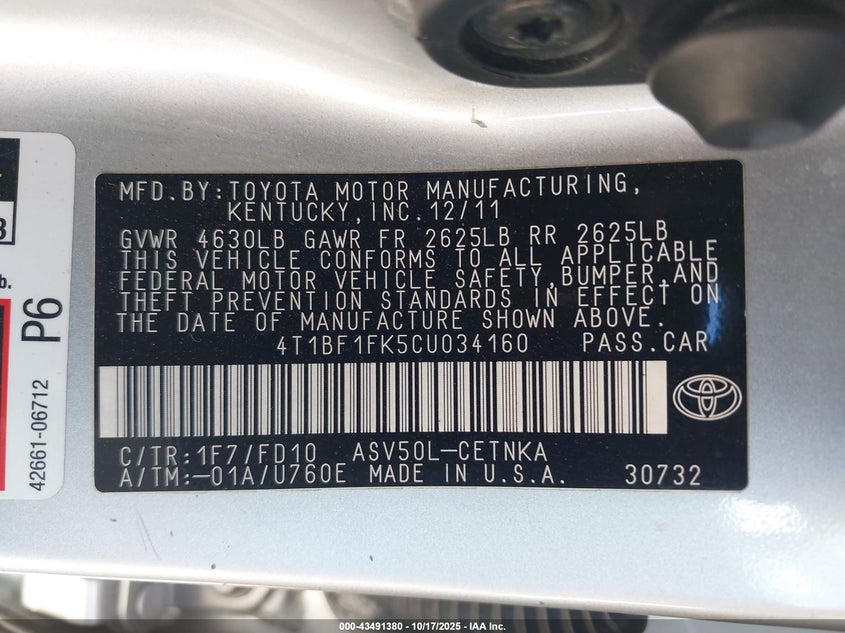 MFD.BY:TOYOTA MOTOR MANUFACTURING,
KENTUCKY,INC.12/11
GVWR 4630LB GAWR FR 2625LB RR 2625LB
THIS VEHICLE CONFORMS TO ALL APPLICABLE
FEDERAL MOTOR VEHICLE SAFETY,BUMPER,AND
THEFT PREVENTION STANDARDS IN EFFECT ON
THE DATE OF MANUFACTURE SHOWN ABOVE.
4T1BF1FK5CU034160 PASS.CAR
C/TR:1F7/FD10 ASV50L-CETNKA
A/TM:-01A/U760E MADE IN U.S.A. 30732
P6
42661-06712
000-43491380 - 10/17/2025 - IAA Inc.